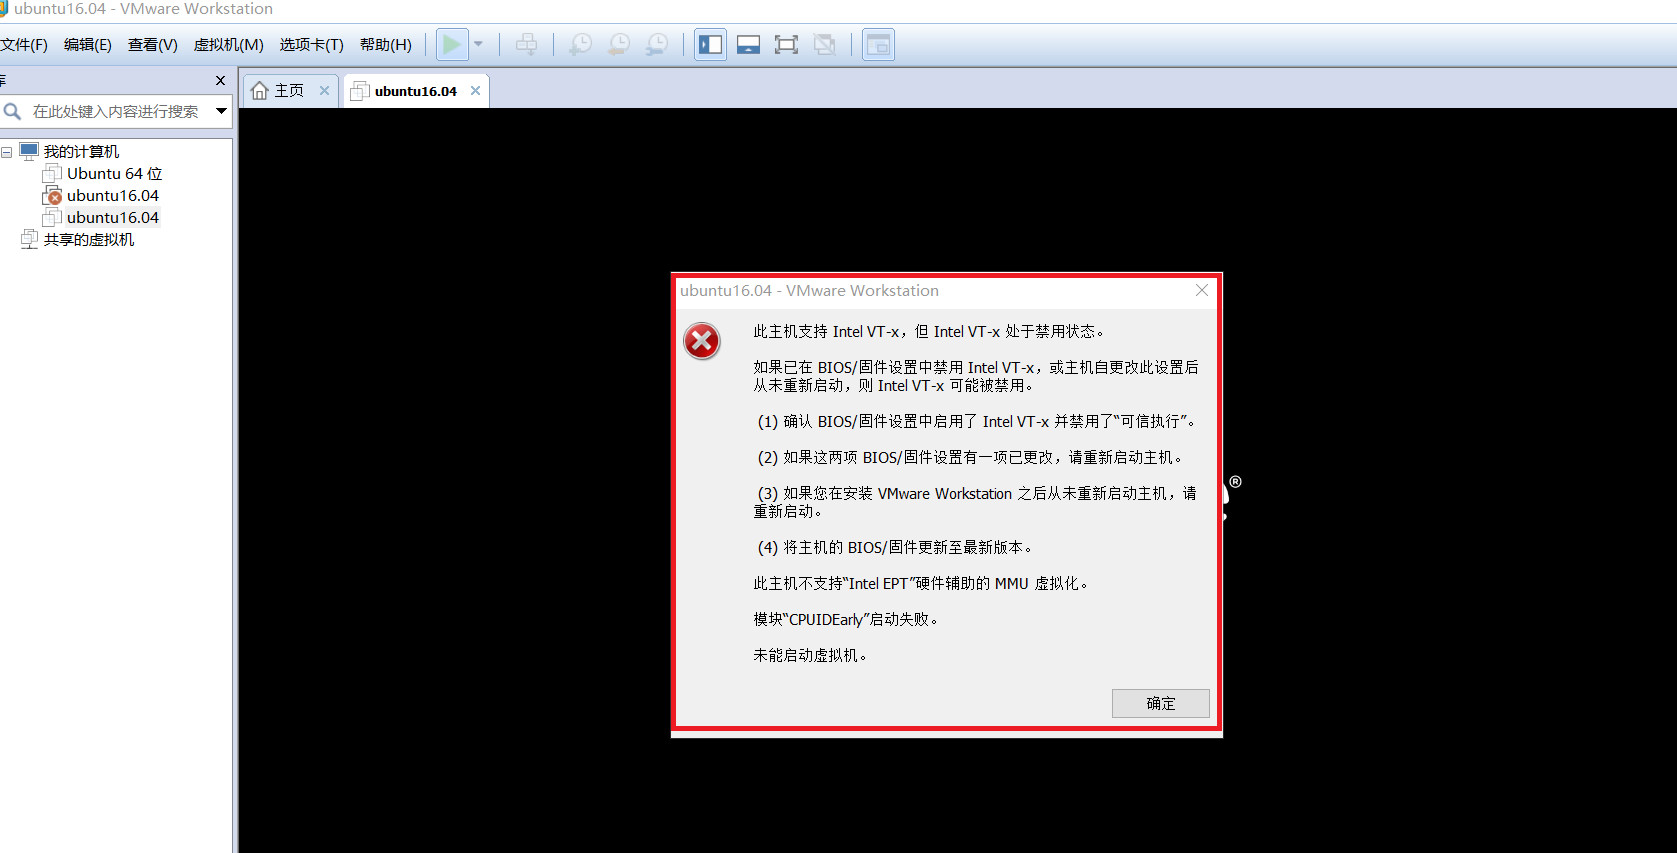 ubuntu16.04 - VMware Workstation
文件(F) 编辑(E) 查看(V) 虚拟机(M) 选项卡(T) 帮助(H)
主页 ubuntu16.04
在此处键入内容进行搜索
我的计算机
Ubuntu 64 位
ubuntu16.04
ubuntu16.04
共享的虚拟机
ubuntu16.04 - VMware Workstation
此主机支持 Intel VT-x，但 Intel VT-x 处于禁用状态。
如果已在 BIOS/固件设置中禁用 Intel VT-x，或主机自更改此设置后
从未重新启动，则 Intel VT-x 可能被禁用。
(1) 确认 BIOS/固件设置中启用了 Intel VT-x 并禁用了“可信执行”。
(2) 如果这两项 BIOS/固件设置有一项已更改，请重新启动主机。
(3) 如果您在安装 VMware Workstation 之后从未重新启动主机，请
重新启动。
(4) 将主机的 BIOS/固件更新至最新版本。
此主机不支持“Intel EPT”硬件辅助的 MMU 虚拟化。
模块“CPUIDEarly”启动失败。
未能启动虚拟机。
确定
®